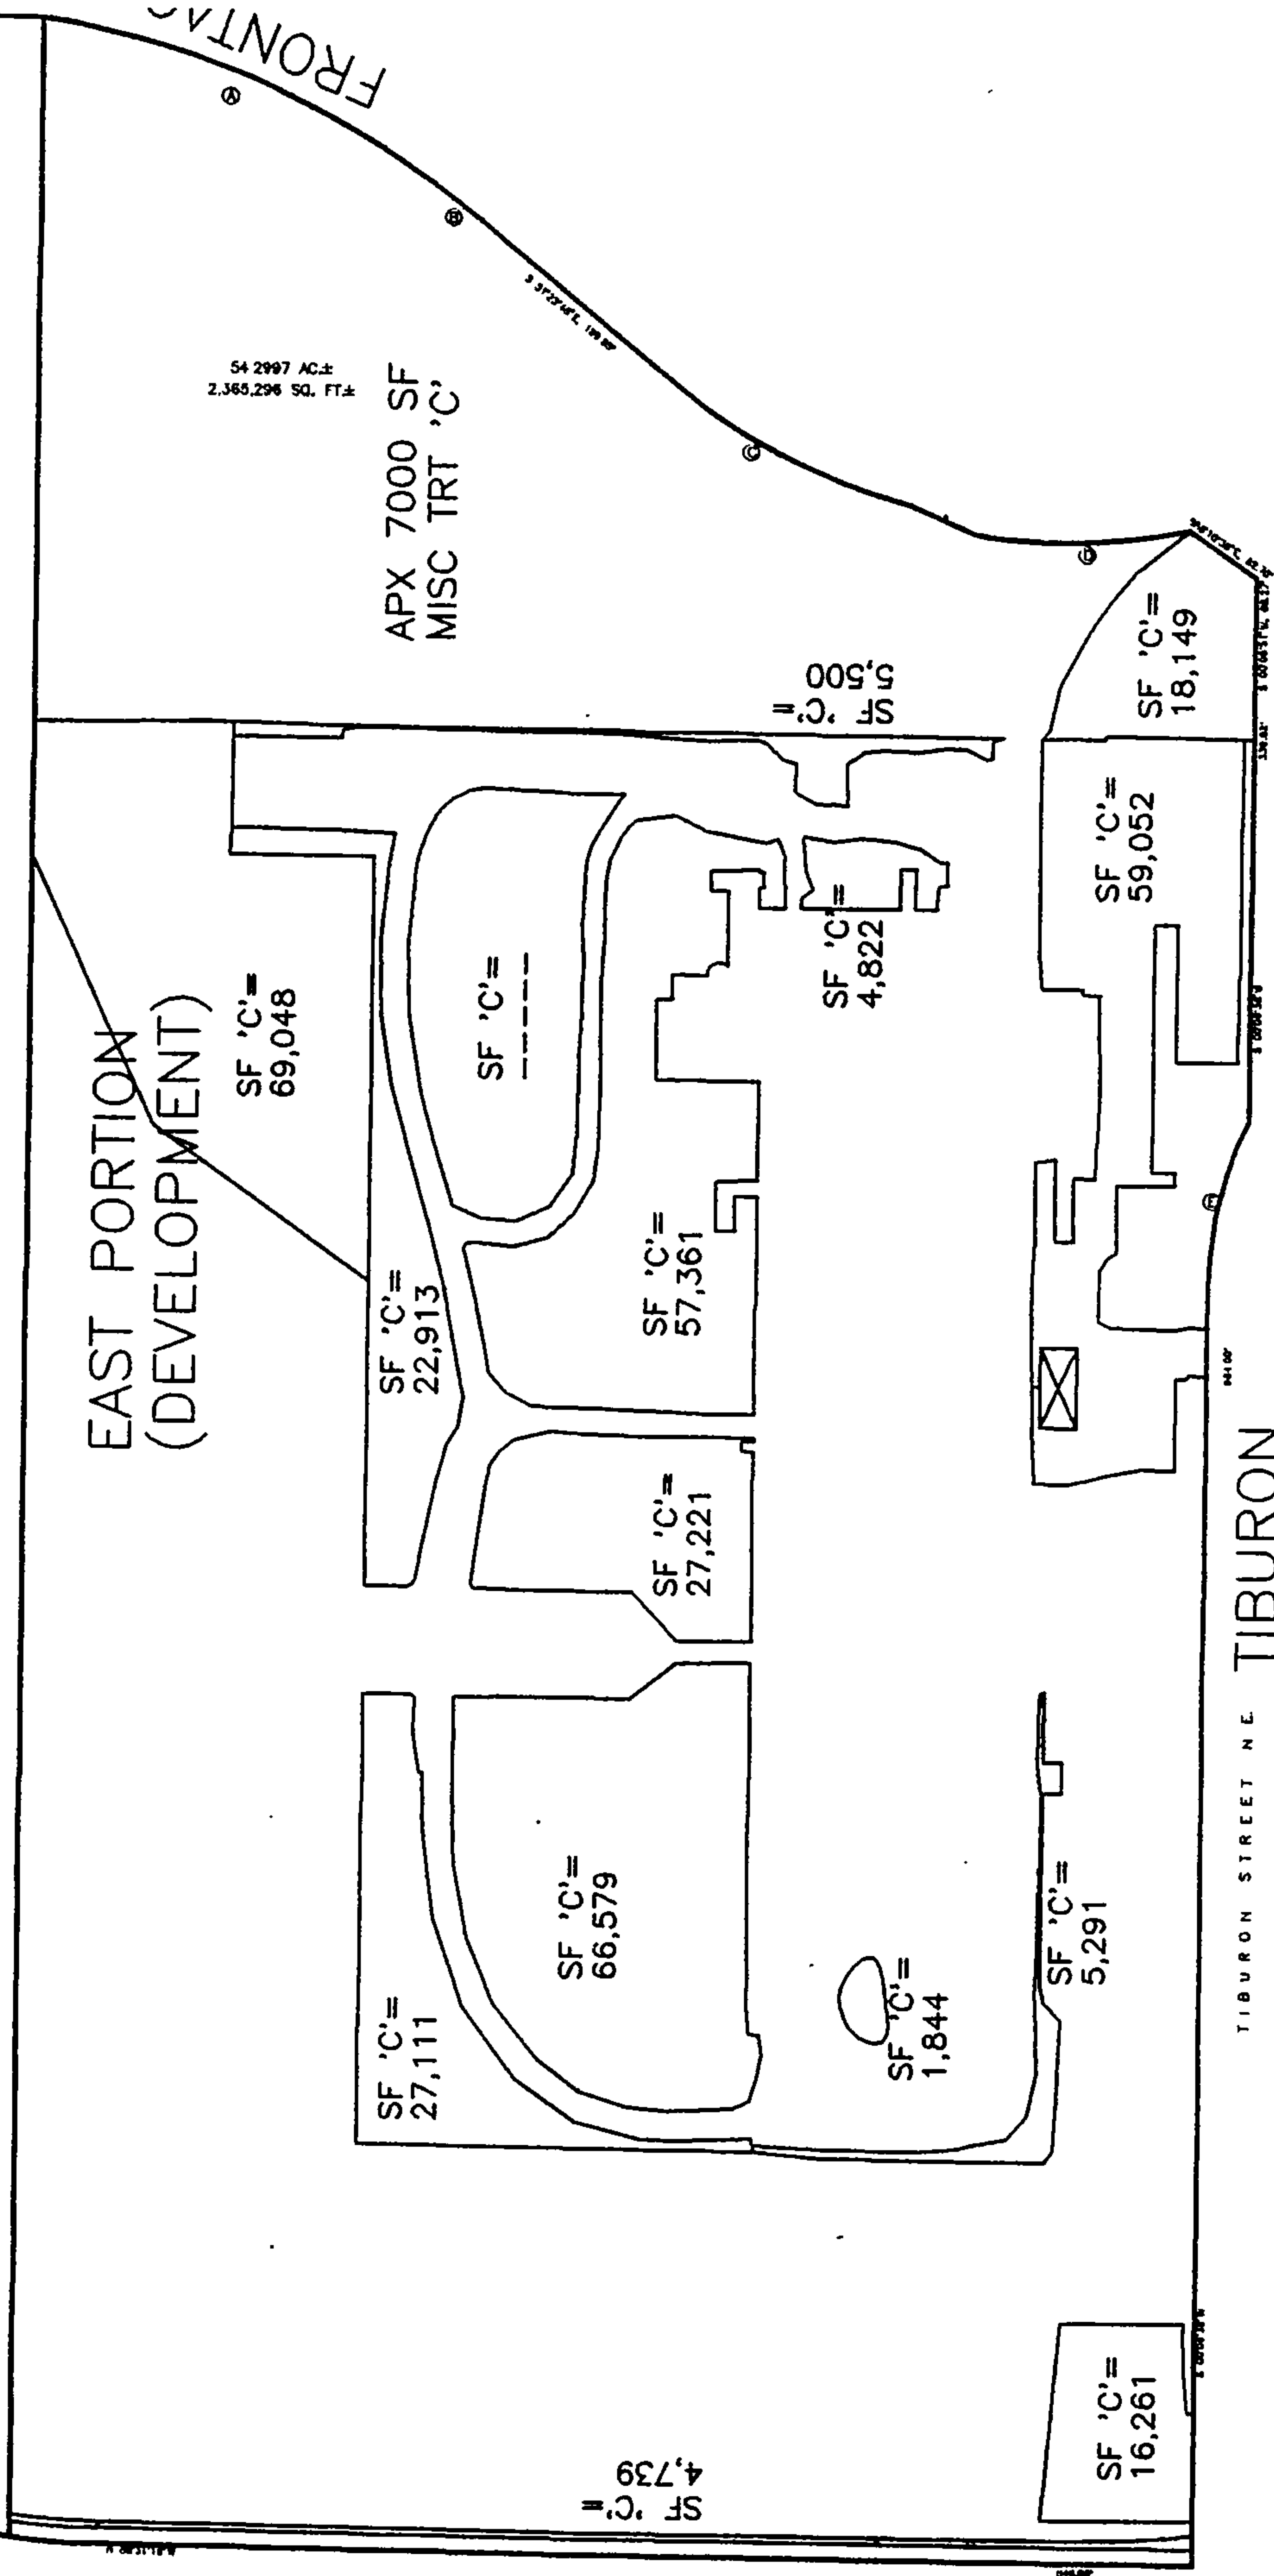 FRONTAG
A
B
54 2997 AC.±
2,365,296 SQ. FT.±
APX 7000 SF
MISC TRT 'C'
C
D
SF 'C'=
5,500
SF 'C'=
18,149
EAST PORTION
(DEVELOPMENT)
SF 'C'=
69,048
SF 'C'=
-----
SF 'C'=
4,822
SF 'C'=
59,052
SF 'C'=
22,913
SF 'C'=
57,361
E
SF 'C'=
27,221
TIBURON
TIBURON STREET N E
SF 'C'=
66,579
SF 'C'=
27,111
SF 'C'=
1,844
SF 'C'=
5,291
SF 'C'=
4,739
SF 'C'=
16,261